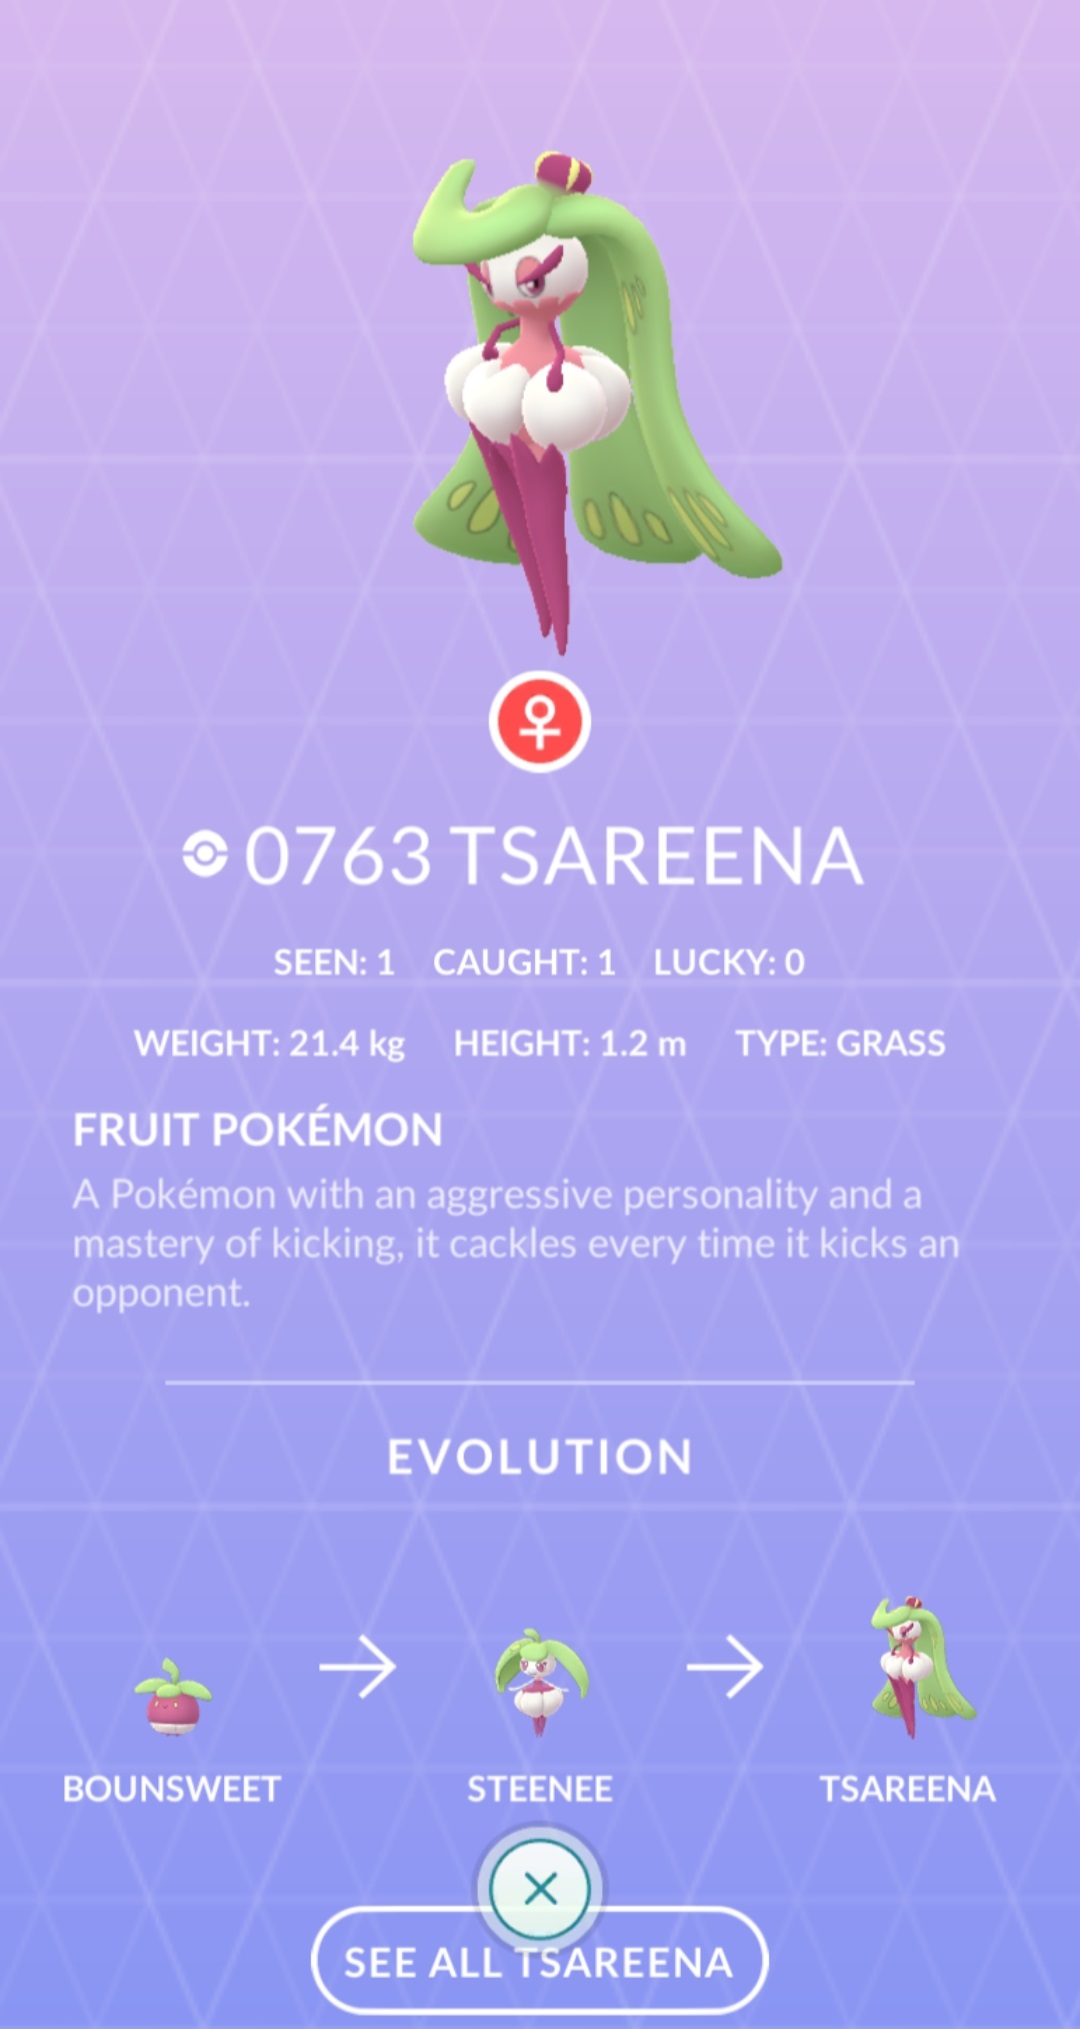 0763 TSAREENA
SEEN: 1 CAUGHT: 1 LUCKY: 0
WEIGHT: 21.4 kg HEIGHT: 1.2 m TYPE: GRASS
FRUIT POKÉMON
A Pokémon with an aggressive personality and a
mastery of kicking, it cackles every time it kicks an
opponent.
EVOLUTION
BOUNSWEET STEENEE TSAREENA
SEE ALL TSAREENA